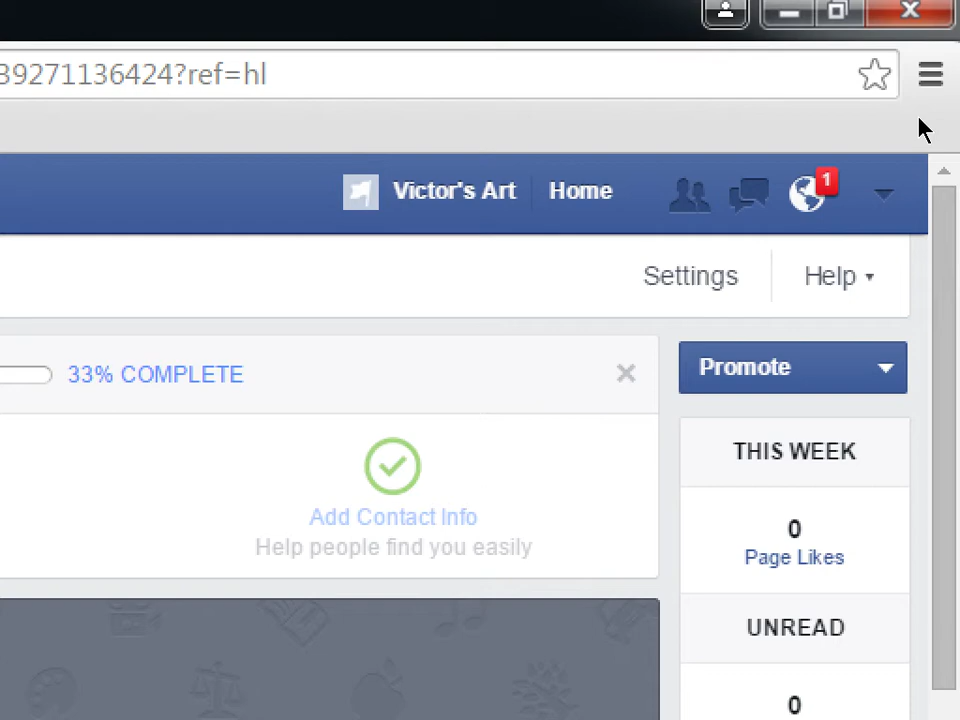 39271136424?ref=hl
Victor's Art Home 1
Settings Help
33% COMPLETE
Promote
THIS WEEK
Add Contact Info
Help people find you easily
0
Page Likes
UNREAD
0